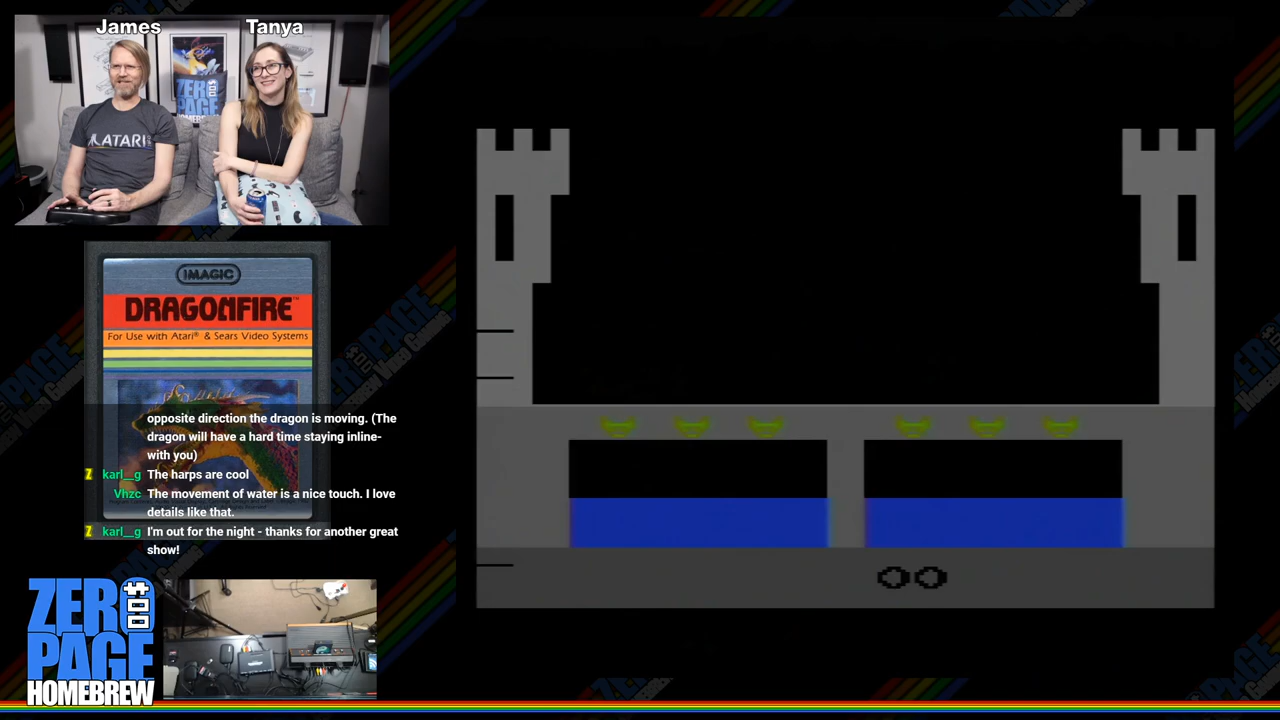 James
Tanya
ATARI
ZERO
PAGE
IMAGIC
DRAGONFIRE™
For Use with Atari® & Sears Video Systems
opposite direction the dragon is moving. (The
dragon will have a hard time staying inline-
with you)
Z karl__g The harps are cool
Vhzc The movement of water is a nice touch. I love
details like that.
Z karl__g I'm out for the night - thanks for another great
show!
ZERO
PAGE
HOMEBREW